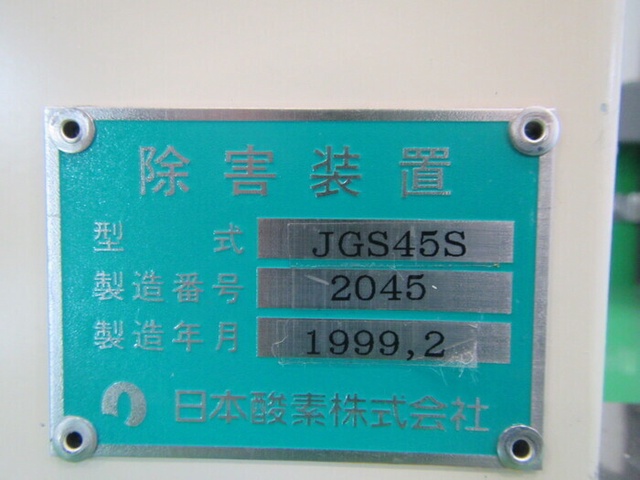 除害装置
型式 JGS45S
製造番号 2045
製造年月 1999,2
日本酸素株式会社